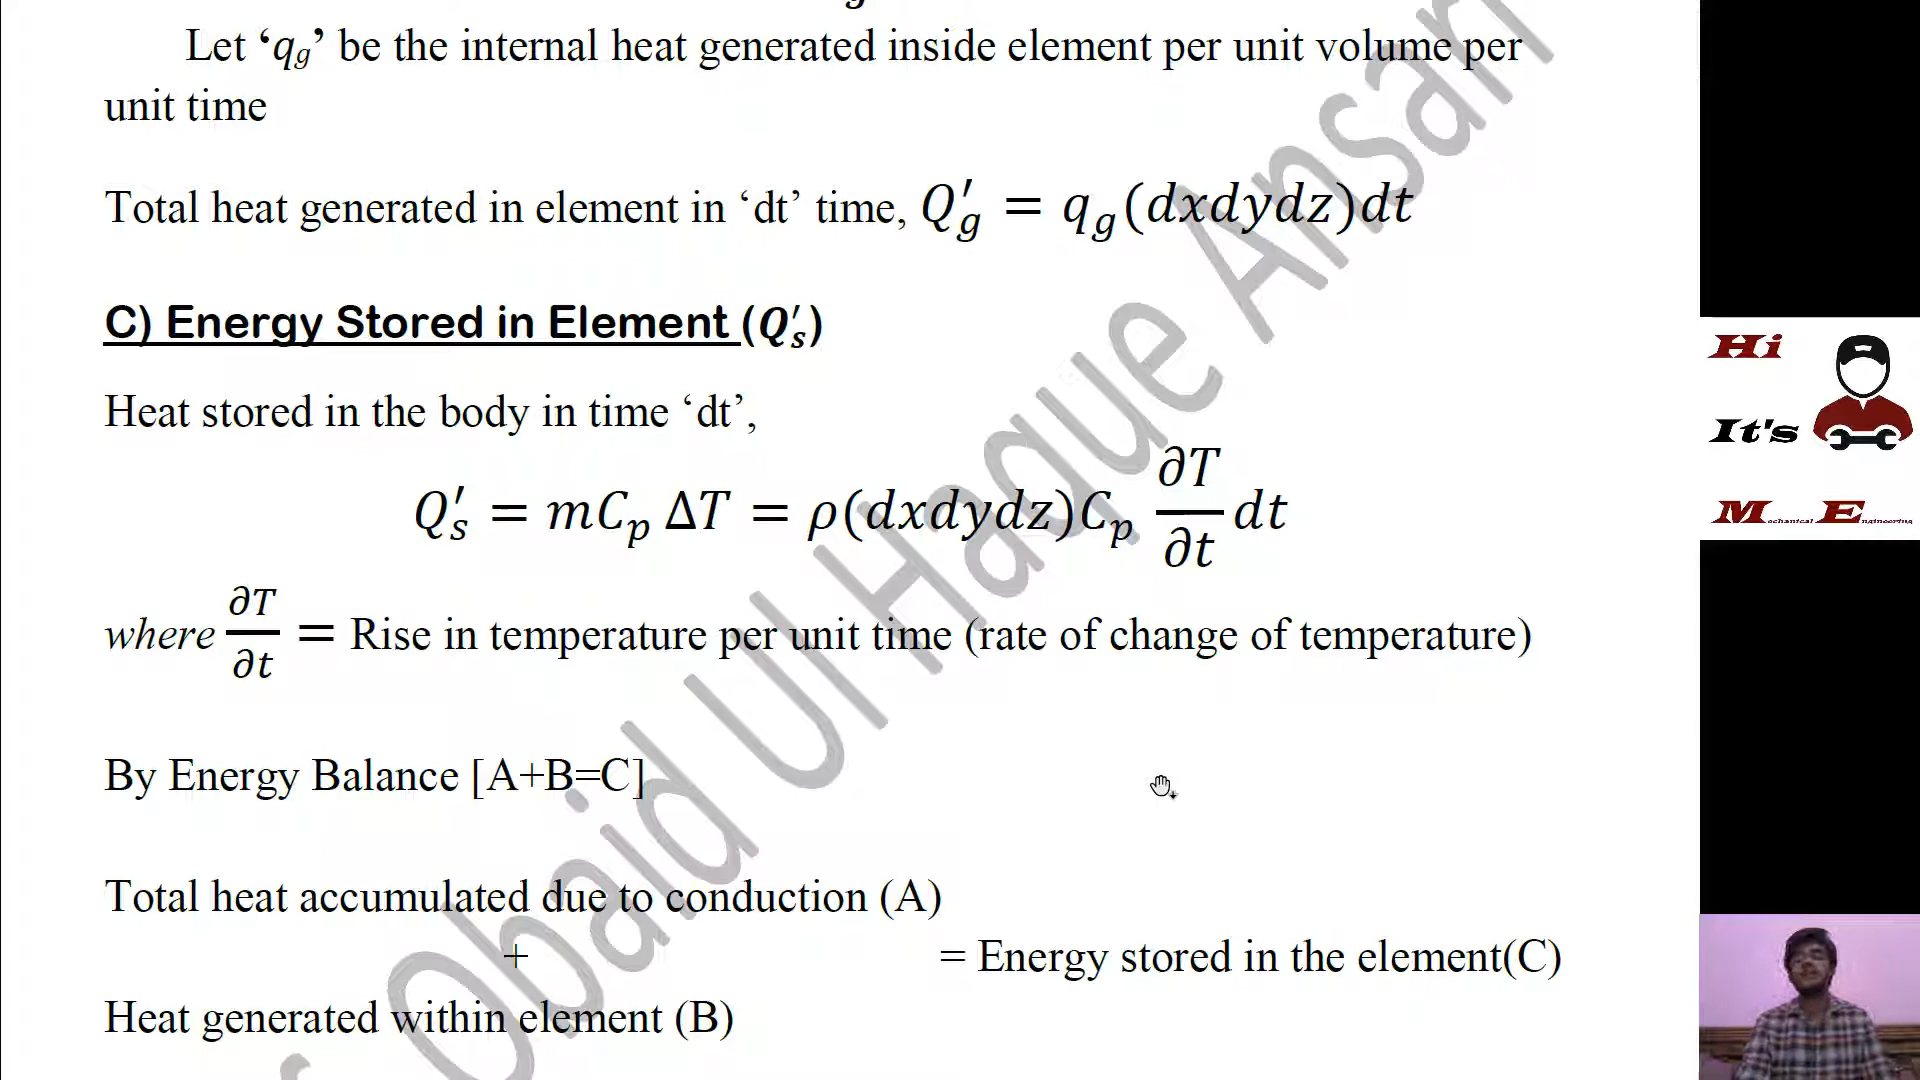 Let ‘q_g’ be the internal heat generated inside element per unit volume per
unit time
Total heat generated in element in ‘dt’ time, Q'_g = q_g(dxdydz)dt
C) Energy Stored in Element (Q'_s)
Heat stored in the body in time ‘dt’,
Q'_s = mC_p ΔT = ρ(dxdydz)C_p ∂T/∂t dt
where ∂T/∂t = Rise in temperature per unit time (rate of change of temperature)
By Energy Balance [A+B=C]
Total heat accumulated due to conduction (A)
+ = Energy stored in the element(C)
Heat generated within element (B)
Obaid Ul Haque Ansari
Hi
It's
Mechanical Engineering